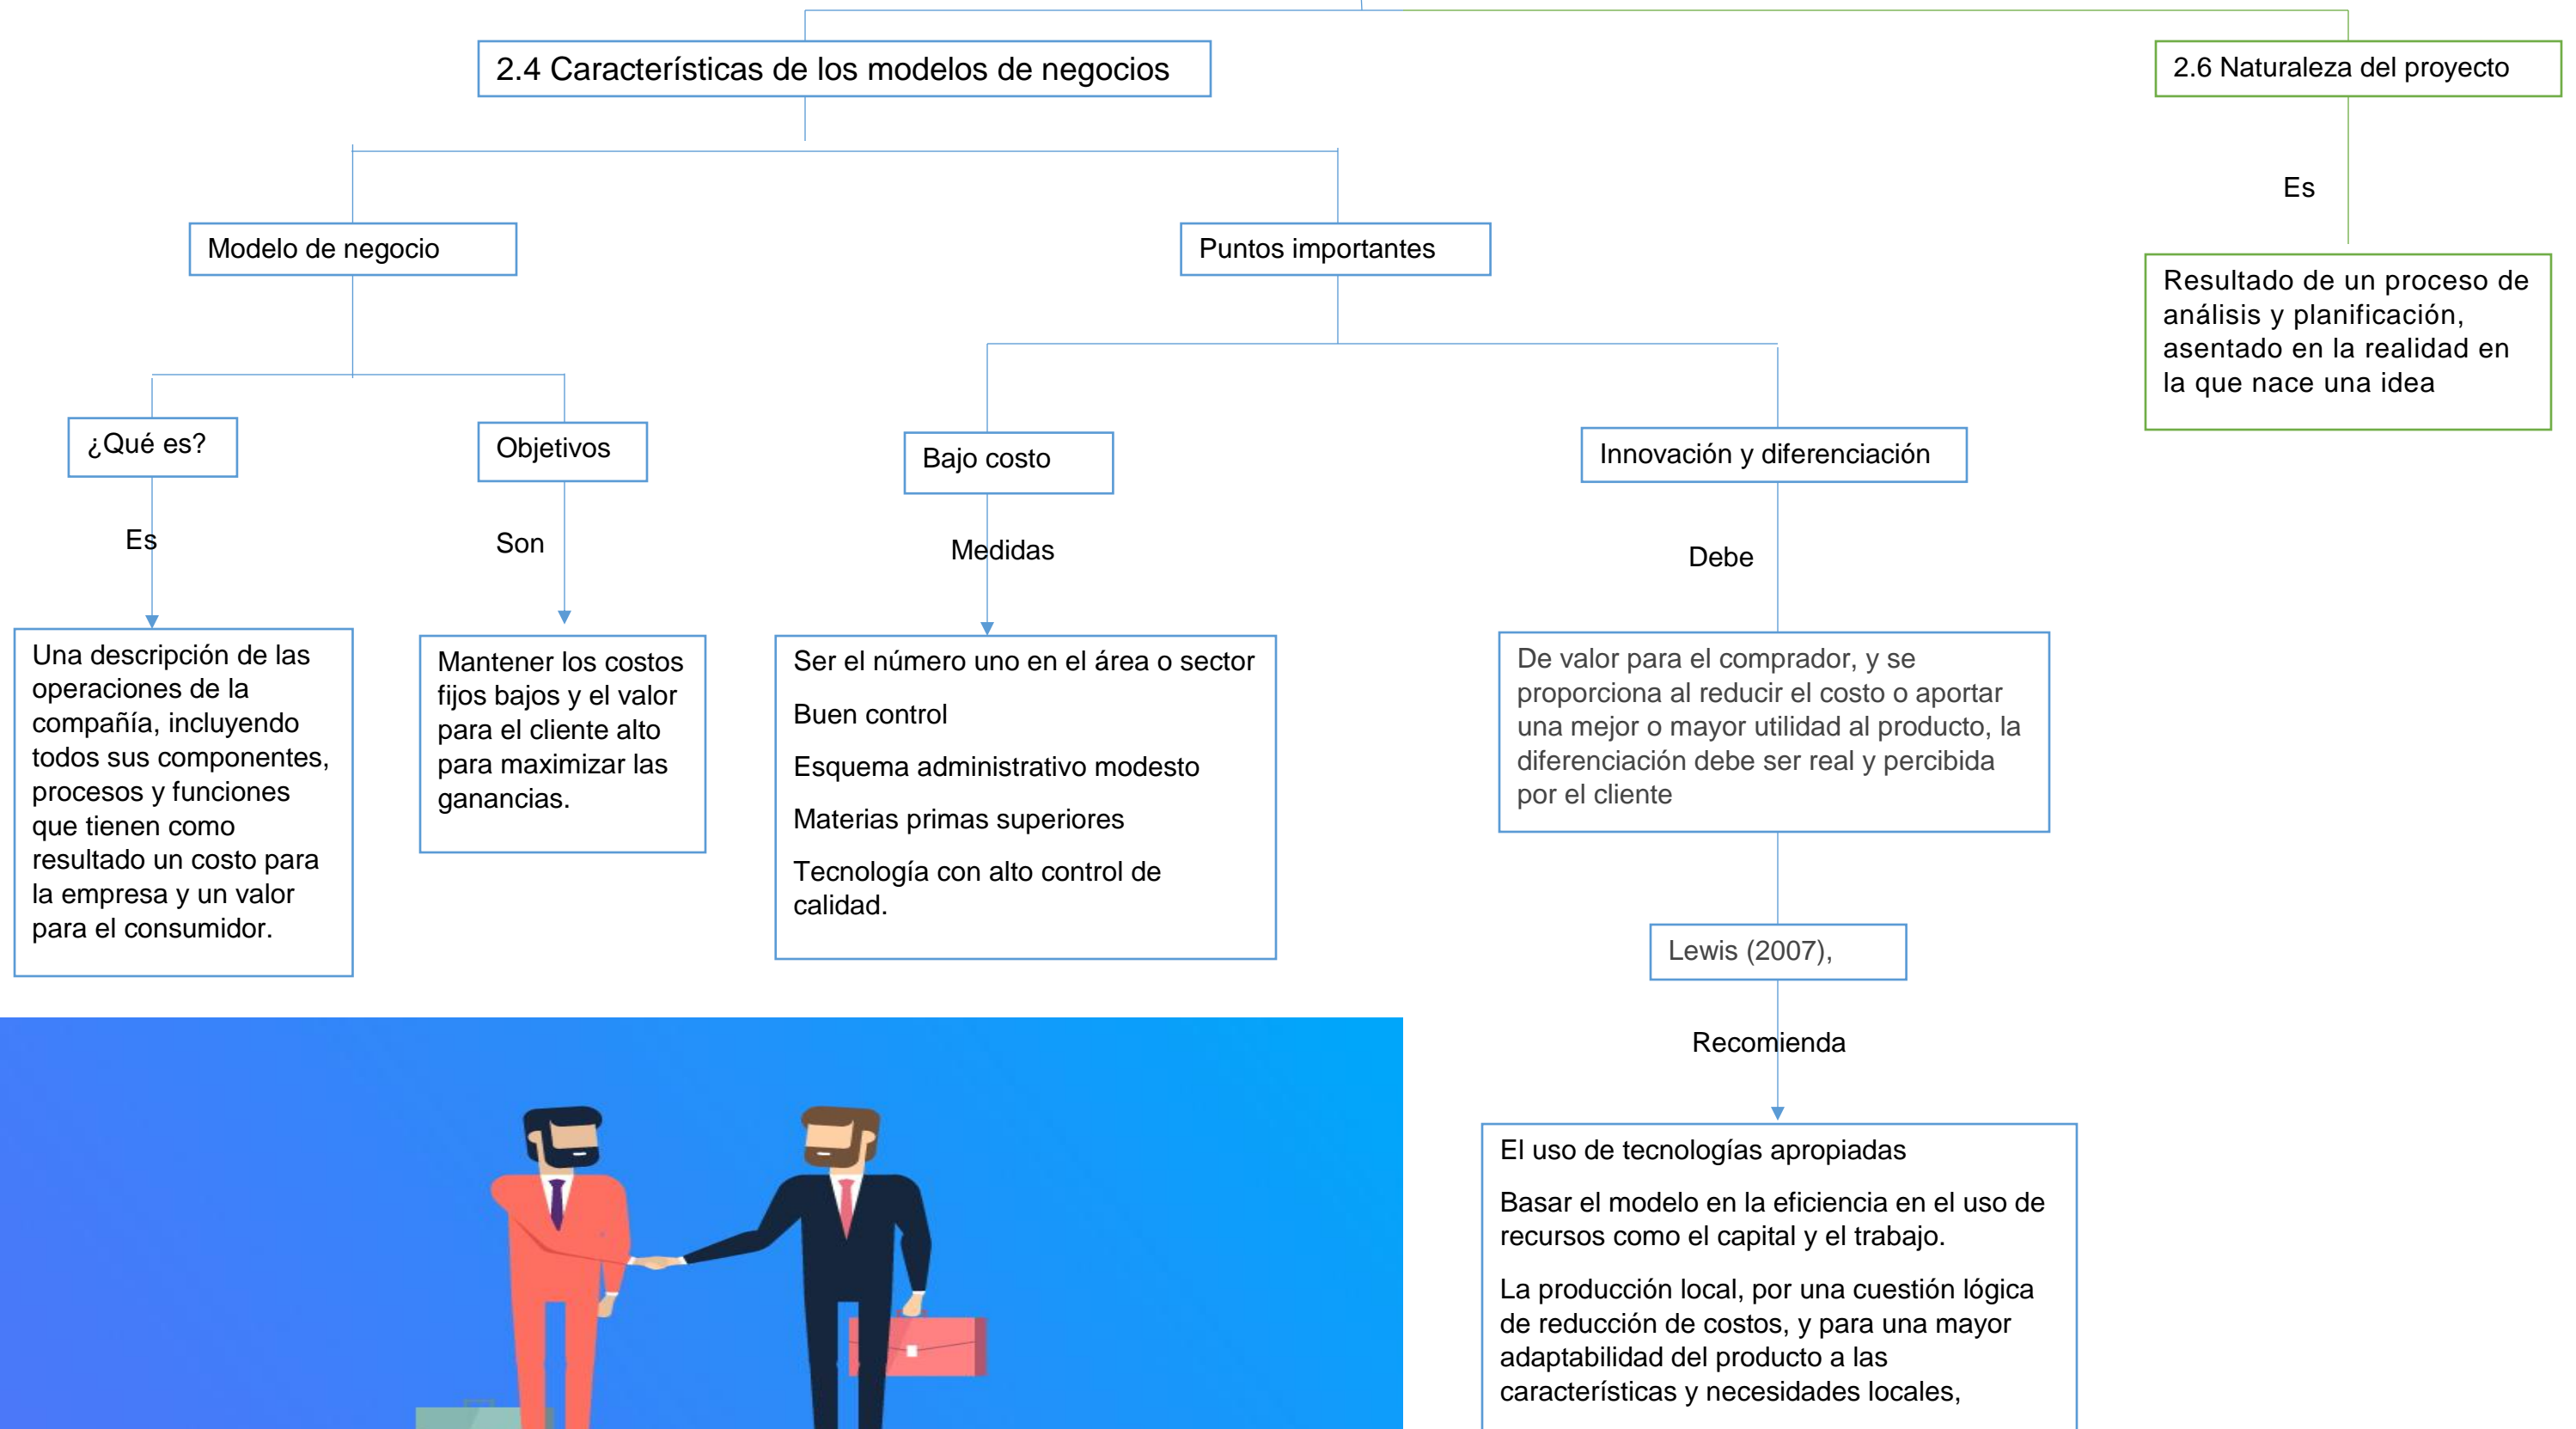 2.4 Características de los modelos de negocios
2.6 Naturaleza del proyecto
Es
Modelo de negocio
Puntos importantes
Resultado de un proceso de
análisis y planificación,
asentado en la realidad en
la que nace una idea
¿Qué es?
Objetivos
Bajo costo
Innovación y diferenciación
Es
Son
Medidas
Debe
Una descripción de las
operaciones de la
compañía, incluyendo
todos sus componentes,
procesos y funciones
que tienen como
resultado un costo para
la empresa y un valor
para el consumidor.
Mantener los costos
fijos bajos y el valor
para el cliente alto
para maximizar las
ganancias.
Ser el número uno en el área o sector
Buen control
Esquema administrativo modesto
Materias primas superiores
Tecnología con alto control de
calidad.
De valor para el comprador, y se
proporciona al reducir el costo o aportar
una mejor o mayor utilidad al producto, la
diferenciación debe ser real y percibida
por el cliente
Lewis (2007),
Recomienda
El uso de tecnologías apropiadas
Basar el modelo en la eficiencia en el uso de
recursos como el capital y el trabajo.
La producción local, por una cuestión lógica
de reducción de costos, y para una mayor
adaptabilidad del producto a las
características y necesidades locales,